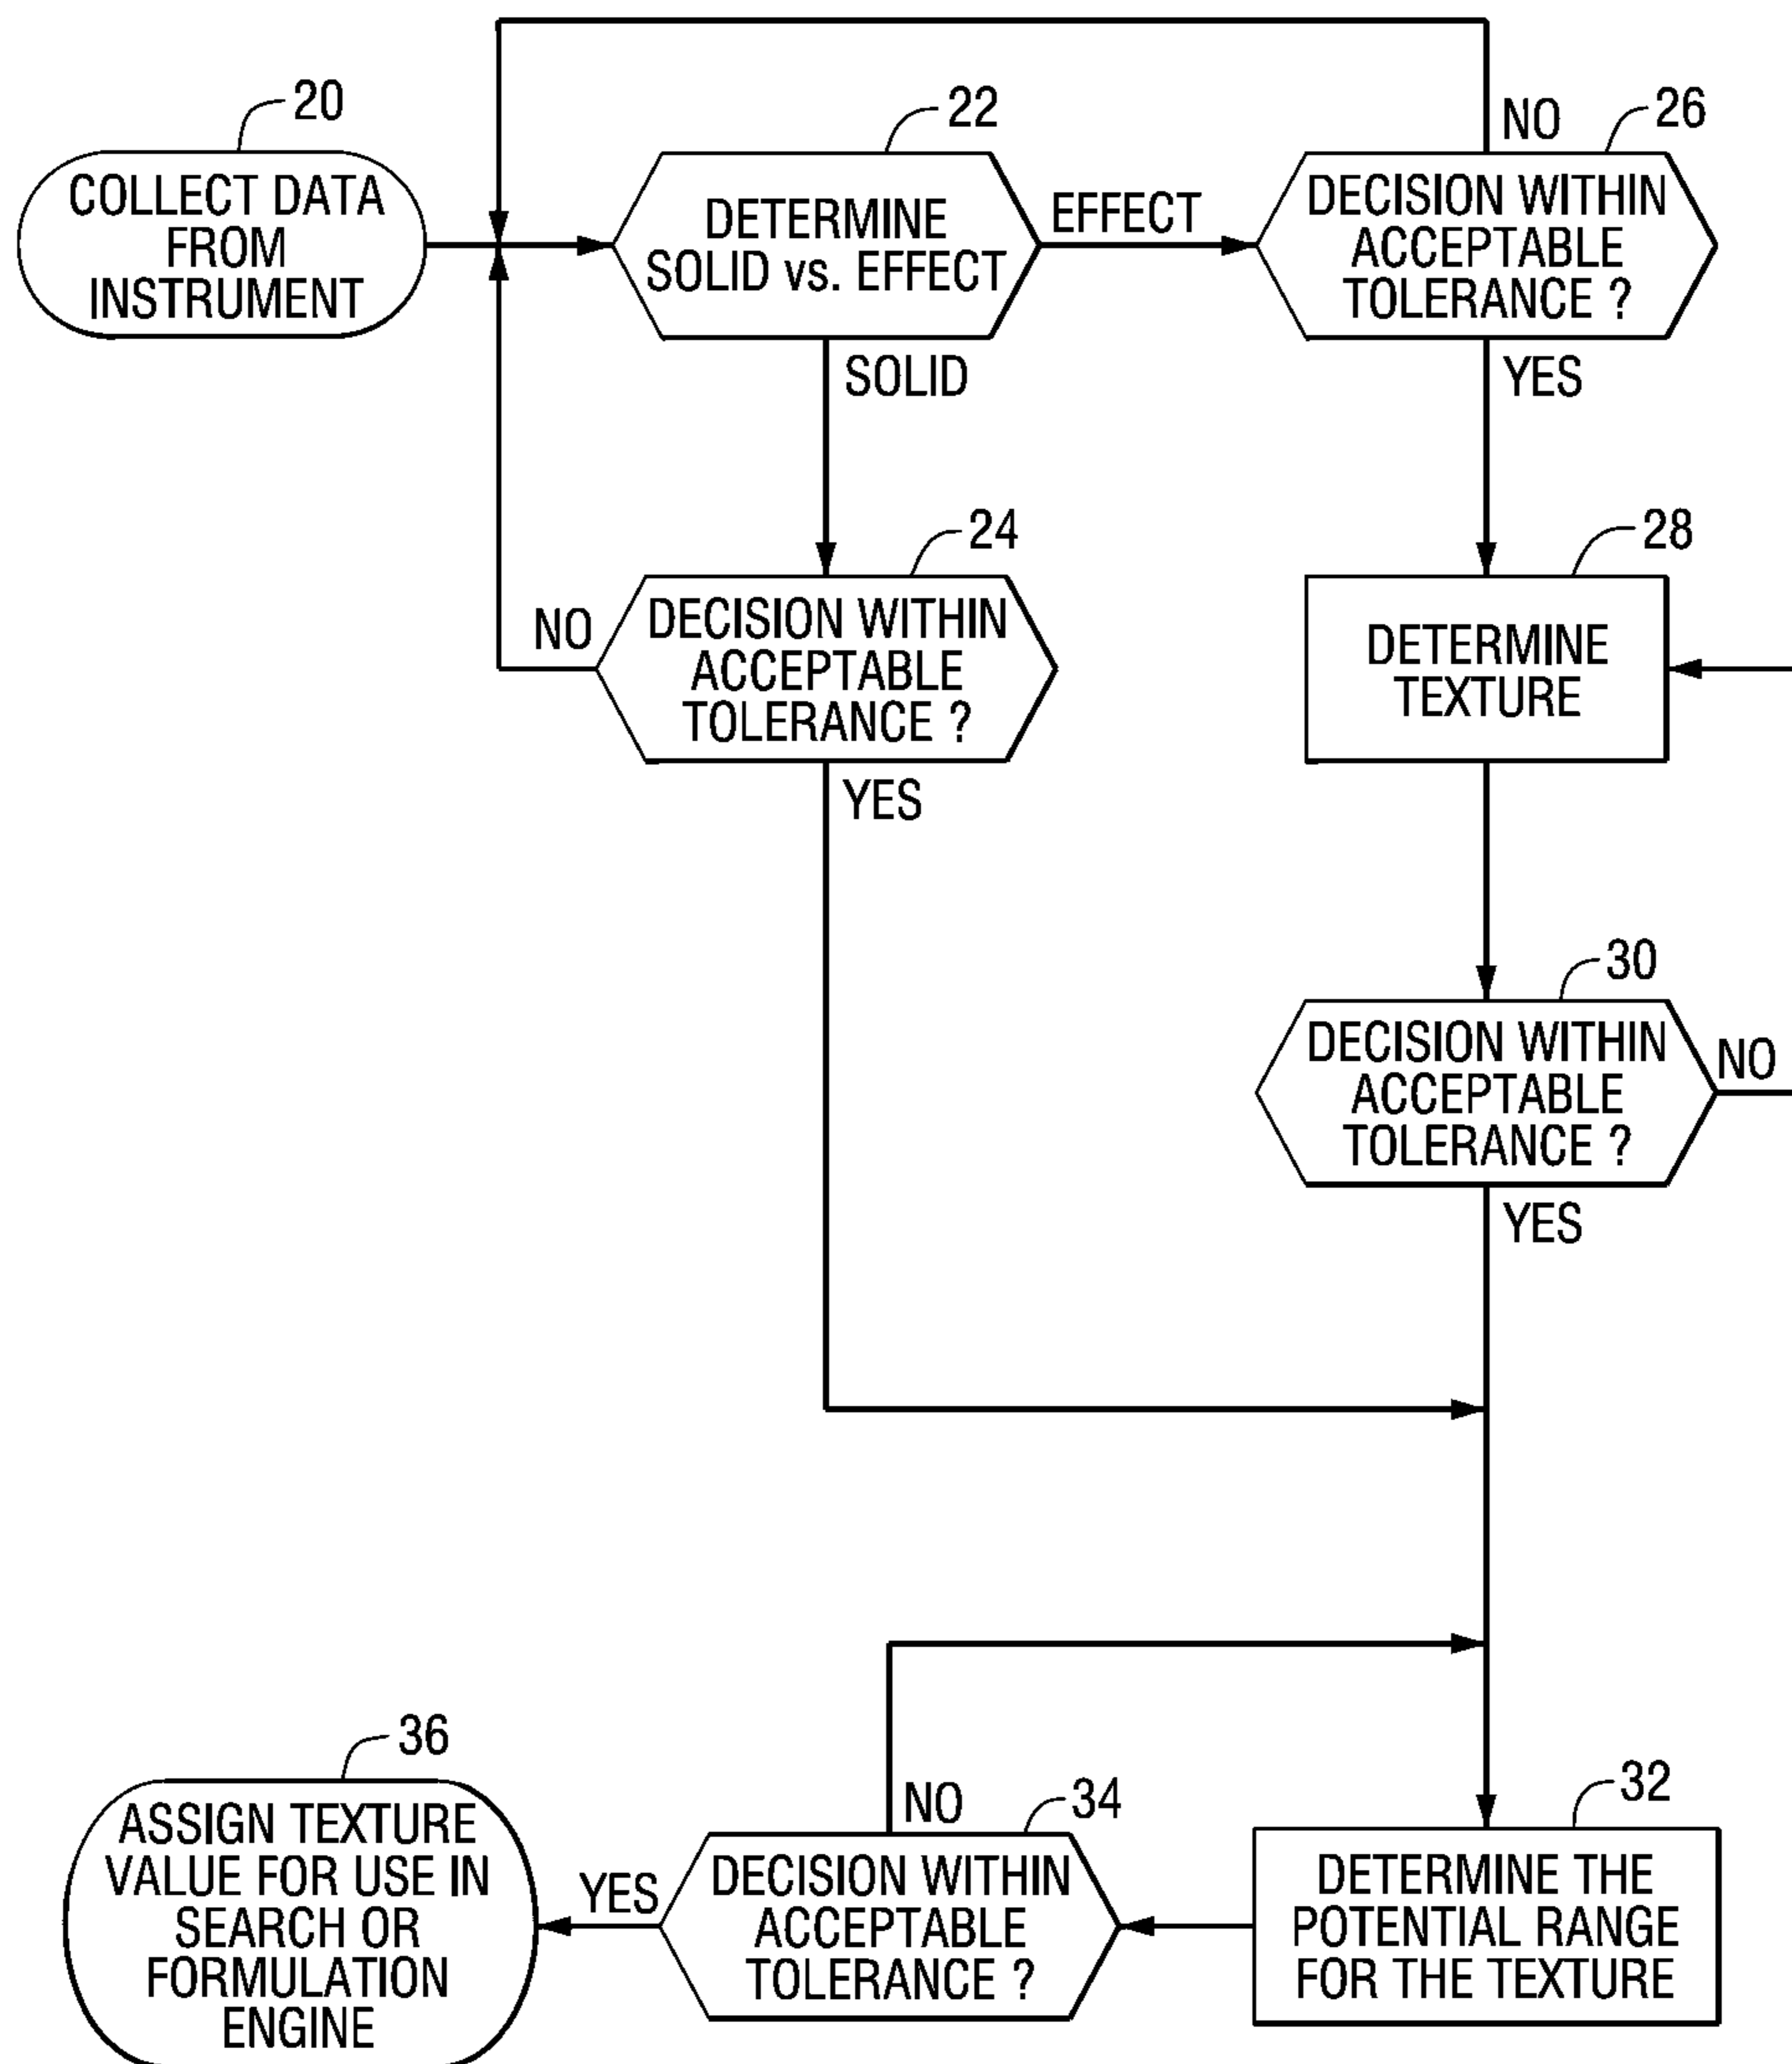 20
COLLECT DATA
FROM
INSTRUMENT
22
DETERMINE
SOLID vs. EFFECT
EFFECT
SOLID
NO
26
DECISION WITHIN
ACCEPTABLE
TOLERANCE ?
YES
24
NO
DECISION WITHIN
ACCEPTABLE
TOLERANCE ?
YES
28
DETERMINE
TEXTURE
30
DECISION WITHIN
ACCEPTABLE
TOLERANCE ?
NO
YES
32
DETERMINE THE
POTENTIAL RANGE
FOR THE TEXTURE
NO
34
DECISION WITHIN
ACCEPTABLE
TOLERANCE ?
YES
36
ASSIGN TEXTURE
VALUE FOR USE IN
SEARCH OR
FORMULATION
ENGINE